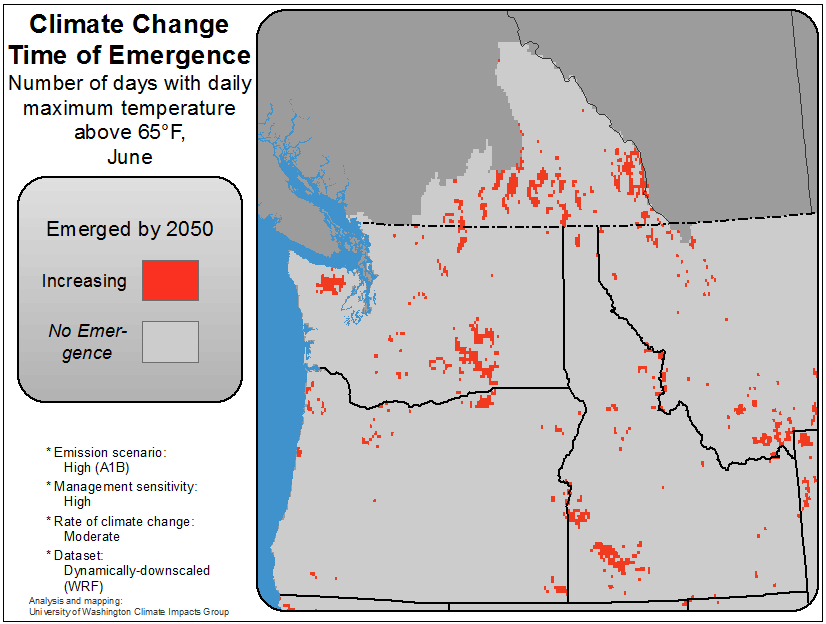 Climate Change
Time of Emergence
Number of days with daily
maximum temperature
above 65°F,
June
Emerged by 2050
Increasing
No Emer-
gence
* Emission scenario:
High (A1B)
* Management sensitivity:
High
* Rate of climate change:
Moderate
* Dataset:
Dynamically-downscaled
(WRF)
Analysis and mapping:
University of Washington Climate Impacts Group